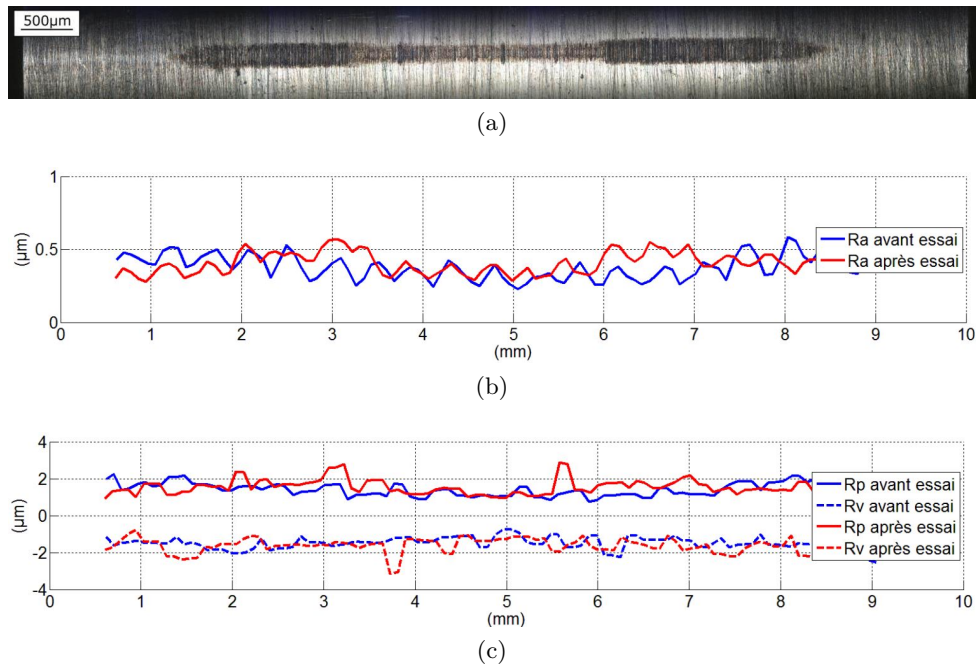 500µm
(a)
1
0.5
0
(µm)
0 1 2 3 4 5 6 7 8 9 10
(mm)
Ra avant essai
Ra après essai
(b)
4
2
0
-2
-4
(µm)
0 1 2 3 4 5 6 7 8 9 10
(mm)
Rp avant essai
Rv avant essai
Rp après essai
Rv après essai
(c)